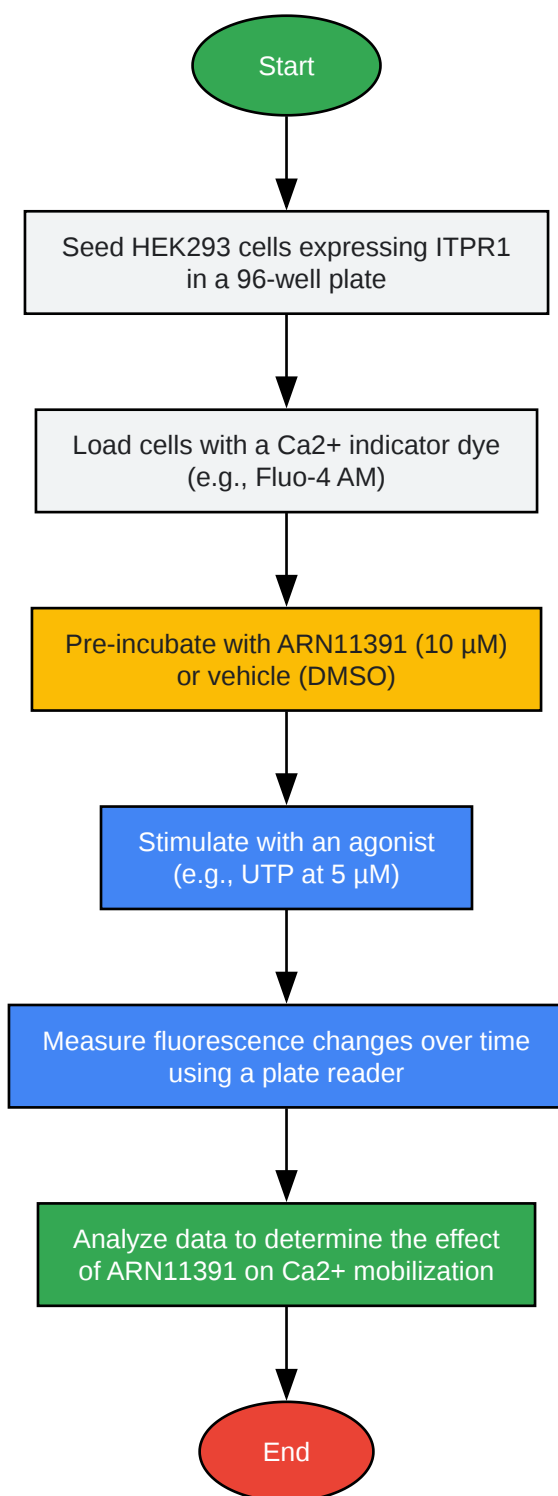 Start
Seed HEK293 cells expressing ITPR1
in a 96-well plate
Load cells with a Ca2+ indicator dye
(e.g., Fluo-4 AM)
Pre-incubate with ARN11391 (10 µM)
or vehicle (DMSO)
Stimulate with an agonist
(e.g., UTP at 5 µM)
Measure fluorescence changes over time
using a plate reader
Analyze data to determine the effect
of ARN11391 on Ca2+ mobilization
End